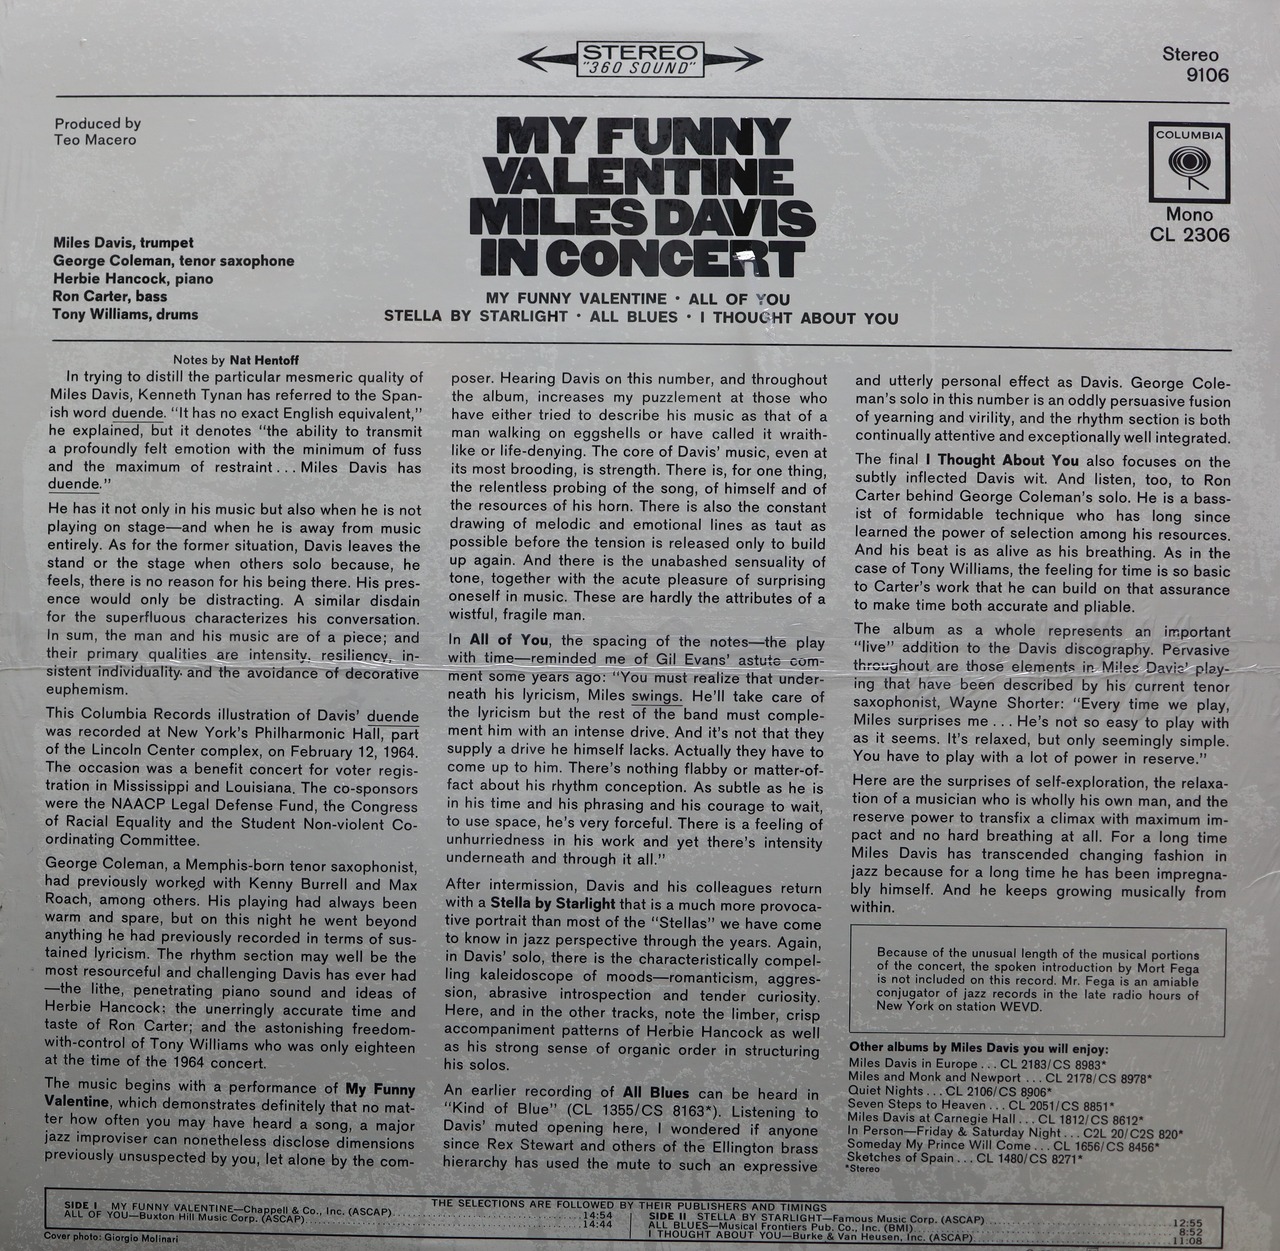 STEREO
"360 SOUND"
Stereo
9106
Produced by
Teo Macero
MY FUNNY
VALENTINE
MILES DAVIS
IN CONCERT
COLUMBIA
Mono
CL 2306
Miles Davis, trumpet
George Coleman, tenor saxophone
Herbie Hancock, piano
Ron Carter, bass
Tony Williams, drums
MY FUNNY VALENTINE • ALL OF YOU
STELLA BY STARLIGHT • ALL BLUES • I THOUGHT ABOUT YOU
Notes by Nat Hentoff
In trying to distill the particular mesmeric quality of
Miles Davis, Kenneth Tynan has referred to the Span-
ish word duende. "It has no exact English equivalent,"
he explained, but it denotes "the ability to transmit
a profoundly felt emotion with the minimum of fuss
and the maximum of restraint... Miles Davis has
duende."
He has it not only in his music but also when he is not
playing on stage—and when he is away from music
entirely. As for the former situation, Davis leaves the
stand or the stage when others solo because, he
feels, there is no reason for his being there. His pres-
ence would only be distracting. A similar disdain
for the superfluous characterizes his conversation.
In sum, the man and his music are of a piece; and
their primary qualities are intensity, resiliency, in-
sistent individuality and the avoidance of decorative
euphemism.
This Columbia Records illustration of Davis' duende
was recorded at New York's Philharmonic Hall, part
of the Lincoln Center complex, on February 12, 1964.
The occasion was a benefit concert for voter regis-
tration in Mississippi and Louisiana. The co-sponsors
were the NAACP Legal Defense Fund, the Congress
of Racial Equality and the Student Non-violent Co-
ordinating Committee.
George Coleman, a Memphis-born tenor saxophonist,
had previously worked with Kenny Burrell and Max
Roach, among others. His playing had always been
warm and spare, but on this night he went beyond
anything he had previously recorded in terms of sus-
tained lyricism. The rhythm section may well be the
most resourceful and challenging Davis has ever had
—the lithe, penetrating piano sound and ideas of
Herbie Hancock; the unerringly accurate time and
taste of Ron Carter; and the astonishing freedom-
with-control of Tony Williams who was only eighteen
at the time of the 1964 concert.
The music begins with a performance of My Funny
Valentine, which demonstrates definitely that no mat-
ter how often you may have heard a song, a major
jazz improviser can nonetheless disclose dimensions
previously unsuspected by you, let alone by the com-
poser. Hearing Davis on this number, and throughout
the album, increases my puzzlement at those who
have either tried to describe his music as that of a
man walking on eggshells or have called it wraith-
like or life-denying. The core of Davis' music, even at
its most brooding, is strength. There is, for one thing,
the relentless probing of the song, of himself and of
the resources of his horn. There is also the constant
drawing of melodic and emotional lines as taut as
possible before the tension is released only to build
up again. And there is the unabashed sensuality of
tone, together with the acute pleasure of surprising
oneself in music. These are hardly the attributes of a
wistful, fragile man.
In All of You, the spacing of the notes—the play
with time—reminded me of Gil Evans' astute com-
ment some years ago: "You must realize that under-
neath his lyricism, Miles swings. He'll take care of
the lyricism but the rest of the band must comple-
ment him with an intense drive. And it's not that they
supply a drive he himself lacks. Actually they have to
come up to him. There's nothing flabby or matter-of-
fact about his rhythm conception. As subtle as he is
in his time and his phrasing and his courage to wait,
to use space, he's very forceful. There is a feeling of
unhurriedness in his work and yet there's intensity
underneath and through it all."
After intermission, Davis and his colleagues return
with a Stella by Starlight that is a much more provoca-
tive portrait than most of the "Stellas" we have come
to know in jazz perspective through the years. Again,
in Davis' solo, there is the characteristically compel-
ling kaleidoscope of moods—romanticism, aggres-
sion, abrasive introspection and tender curiosity.
Here, and in the other tracks, note the limber, crisp
accompaniment patterns of Herbie Hancock as well
as his strong sense of organic order in structuring
his solos.
An earlier recording of All Blues can be heard in
"Kind of Blue" (CL 1355/CS 8163*). Listening to
Davis' muted opening here, I wondered if anyone
since Rex Stewart and others of the Ellington brass
hierarchy has used the mute to such an expressive
and utterly personal effect as Davis. George Cole-
man's solo in this number is an oddly persuasive fusion
of yearning and virility, and the rhythm section is both
continually attentive and exceptionally well integrated.
The final I Thought About You also focuses on the
subtly inflected Davis wit. And listen, too, to Ron
Carter behind George Coleman's solo. He is a bass-
ist of formidable technique who has long since
learned the power of selection among his resources.
And his beat is as alive as his breathing. As in the
case of Tony Williams, the feeling for time is so basic
to Carter's work that he can build on that assurance
to make time both accurate and pliable.
The album as a whole represents an important
"live" addition to the Davis discography. Pervasive
throughout are those elements in Miles Davis' play-
ing that have been described by his current tenor
saxophonist, Wayne Shorter: "Every time we play,
Miles surprises me... He's not so easy to play with
as it seems. It's relaxed, but only seemingly simple.
You have to play with a lot of power in reserve."
Here are the surprises of self-exploration, the relaxa-
tion of a musician who is wholly his own man, and the
reserve power to transfix a climax with maximum im-
pact and no hard breathing at all. For a long time
Miles Davis has transcended changing fashion in
jazz because for a long time he has been impregna-
bly himself. And he keeps growing musically from
within.
Because of the unusual length of the musical portions
of the concert, the spoken introduction by Mort Fega
is not included on this record. Mr. Fega is an amiable
conjugator of jazz records in the late radio hours of
New York on station WEVD.
Other albums by Miles Davis you will enjoy:
Miles Davis in Europe... CL 2183/CS 8983*
Miles and Monk and Newport... CL 2178/CS 8978*
Quiet Nights... CL 2106/CS 8906*
Seven Steps to Heaven... CL 2051/CS 8851*
Miles Davis at Carnegie Hall... CL 1812/CS 8612*
In Person—Friday & Saturday Night... C2L 20/C2S 820*
Someday My Prince Will Come... CL 1656/CS 8456*
Sketches of Spain... CL 1480/CS 8271*
*Stereo
THE SELECTIONS ARE FOLLOWED BY THEIR PUBLISHERS AND TIMINGS
SIDE I MY FUNNY VALENTINE—Chappell & Co., Inc. (ASCAP) 14:54
ALL OF YOU—Buxton Hill Music Corp. (ASCAP) 14:44
SIDE II STELLA BY STARLIGHT—Famous Music Corp. (ASCAP) 12:55
ALL BLUES—Musical Frontiers Pub. Co., Inc. (BMI) 8:52
I THOUGHT ABOUT YOU—Burke & Van Heusen, Inc. (ASCAP) 11:08
Cover photo: Giorgio Molinari